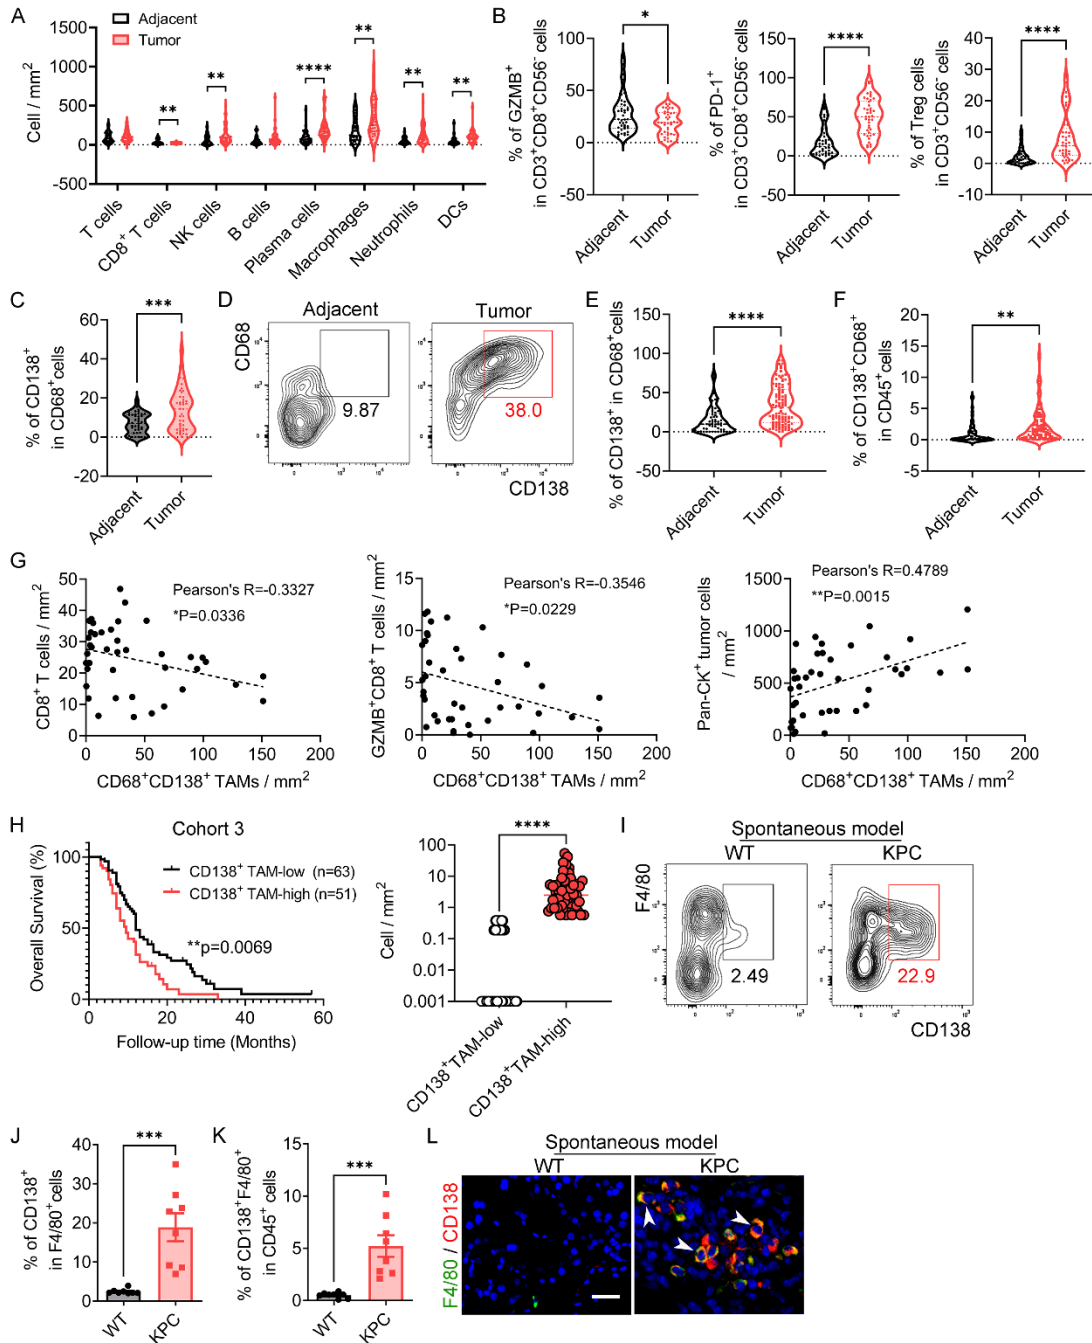 A
Adjacent
Tumor
Cell / mm2
1500
1000
500
0
-500
** ** **** ** ** **
T cells
CD8+ T cells
NK cells
B cells
Plasma cells
Macrophages
Neutrophils
DCs
B
% of GZMB+
in CD3+CD8+CD56- cells
100
50
0
-50
*
Adjacent
Tumor
% of PD-1+
in CD3+CD8+CD56- cells
150
100
50
0
-50
****
Adjacent
Tumor
% of Treg cells
in CD3+CD56- cells
40
30
20
10
0
-10
****
Adjacent
Tumor
C
% of CD138+
in CD68+cells
60
40
20
0
-20
***
Adjacent
Tumor
D
Adjacent
Tumor
CD68
9.87
38.0
CD138
E
% of CD138+ in CD68+cells
150
100
50
0
-50
****
Adjacent
Tumor
F
% of CD138+CD68+
in CD45+cells
20
15
10
5
0
-5
**
Adjacent
Tumor
G
CD8+ T cells / mm2
50
40
30
20
10
0
Pearson's R=-0.3327
*P=0.0336
0 50 100 150 200
CD68+CD138+ TAMs / mm2
GZMB+CD8+ T cells / mm2
15
10
5
0
Pearson's R=-0.3546
*P=0.0229
0 50 100 150 200
CD68+CD138+ TAMs / mm2
Pan-CK+ tumor cells
/ mm2
1500
1000
500
0
Pearson's R=0.4789
**P=0.0015
0 50 100 150 200
CD68+CD138+ TAMs / mm2
H
Cohort 3
Overall Survival (%)
100
50
0
CD138+ TAM-low (n=63)
CD138+ TAM-high (n=51)
**p=0.0069
0 20 40 60
Follow-up time (Months)
Cell / mm2
1000
100
10
1
0.1
0.01
0.001
****
CD138+TAM-low
CD138+TAM-high
I
Spontaneous model
WT
KPC
F4/80
2.49
22.9
CD138
J
% of CD138+
in F4/80+ cells
40
30
20
10
0
***
WT
KPC
K
% of CD138+F4/80+
in CD45+ cells
15
10
5
0
***
WT
KPC
L
Spontaneous model
WT
KPC
F4/80 / CD138